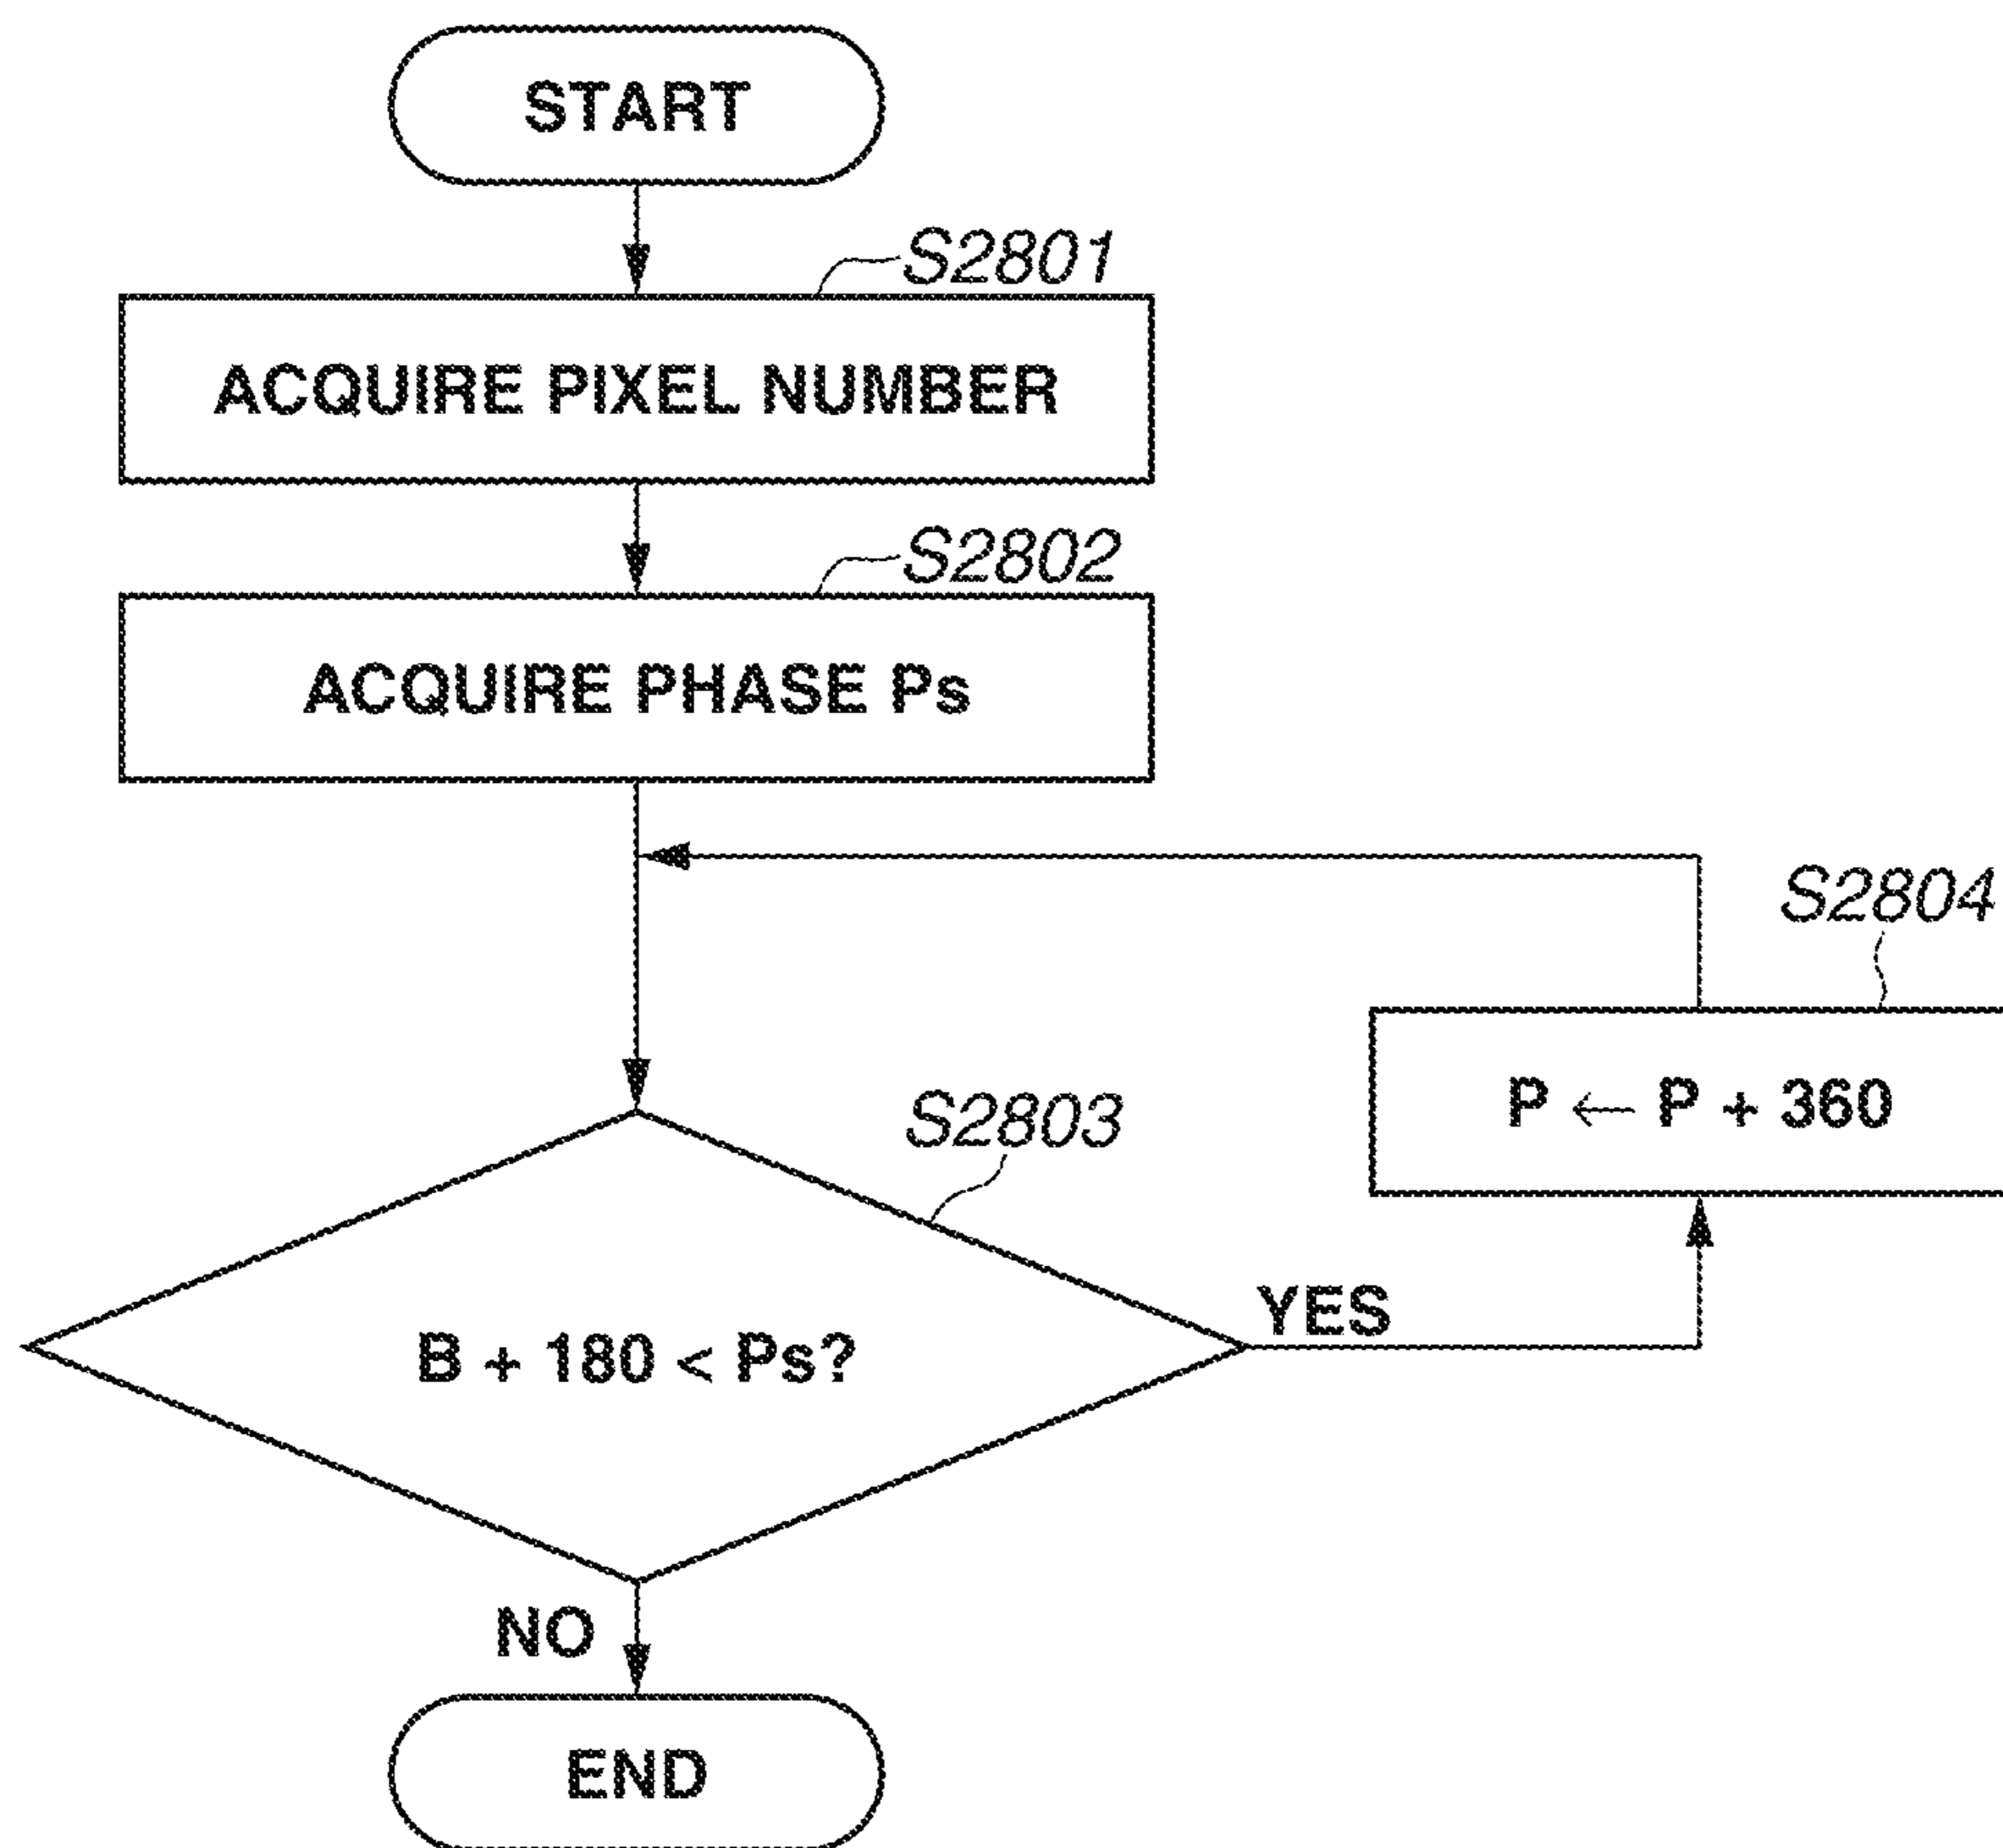 START
S2801
ACQUIRE PIXEL NUMBER
S2802
ACQUIRE PHASE Ps
S2804
P ← P + 360
S2803
B + 180 < Ps?
YES
NO
END